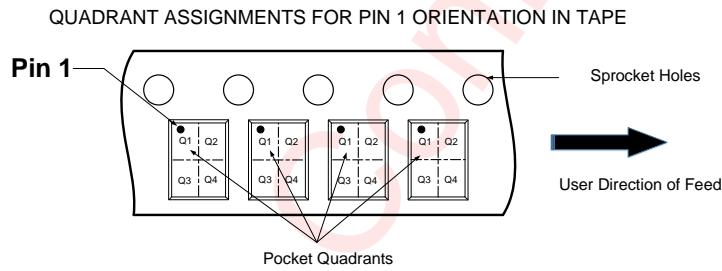 QUADRANT ASSIGNMENTS FOR PIN 1 ORIENTATION IN TAPE
Pin 1
Sprocket Holes
Q1 Q2 Q1 Q2 Q1 Q2 Q1 Q2
Q3 Q4 Q3 Q4 Q3 Q4 Q3 Q4
User Direction of Feed
Pocket Quadrants